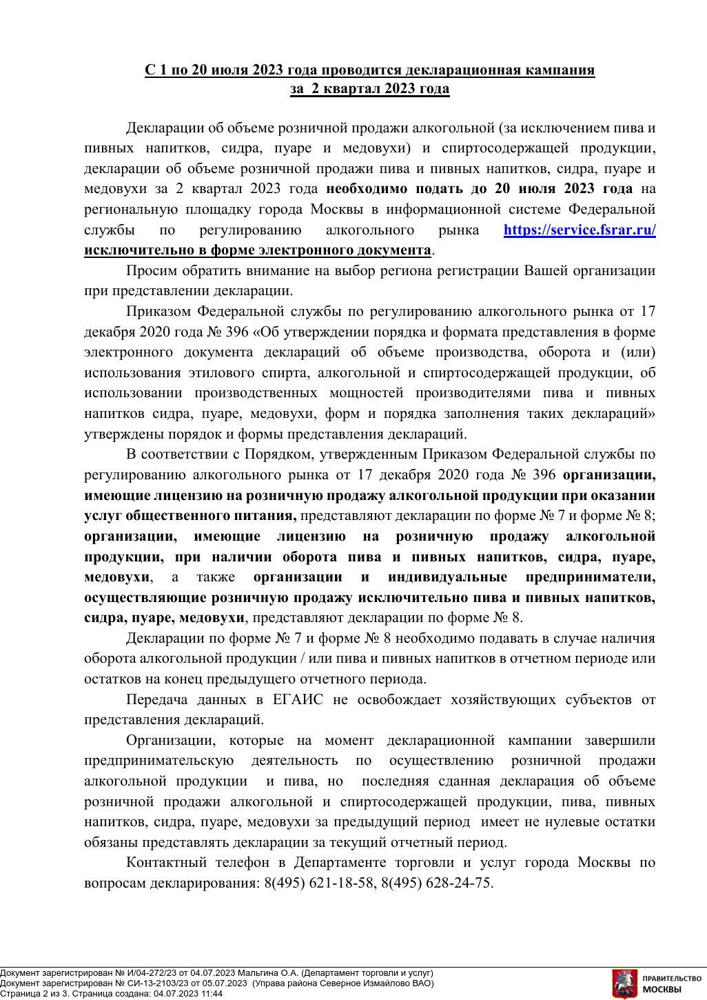 С 1 по 20 июля 2023 года проводится декларационная кампания
за 2 квартал 2023 года
Декларации об объеме розничной продажи алкогольной (за исключением пива и
пивных напитков, сидра, пуаре и медовухи) и спиртосодержащей продукции,
декларации об объеме розничной продажи пива и пивных напитков, сидра, пуаре и
медовухи за 2 квартал 2023 года необходимо подать до 20 июля 2023 года на
региональную площадку города Москвы в информационной системе Федеральной
службы по регулированию алкогольного рынка https://service.fsrar.ru/
исключительно в форме электронного документа.
Просим обратить внимание на выбор региона регистрации Вашей организации
при представлении декларации.
Приказом Федеральной службы по регулированию алкогольного рынка от 17
декабря 2020 года № 396 «Об утверждении порядка и формата представления в форме
электронного документа деклараций об объеме производства, оборота и (или)
использования этилового спирта, алкогольной и спиртосодержащей продукции, об
использовании производственных мощностей производителями пива и пивных
напитков сидра, пуаре, медовухи, форм и порядка заполнения таких деклараций»
утверждены порядок и формы представления деклараций.
В соответствии с Порядком, утвержденным Приказом Федеральной службы по
регулированию алкогольного рынка от 17 декабря 2020 года № 396 организации,
имеющие лицензию на розничную продажу алкогольной продукции при оказании
услуг общественного питания, представляют декларации по форме № 7 и форме № 8;
организации, имеющие лицензию на розничную продажу алкогольной
продукции, при наличии оборота пива и пивных напитков, сидра, пуаре,
медовухи, а также организации и индивидуальные предприниматели,
осуществляющие розничную продажу исключительно пива и пивных напитков,
сидра, пуаре, медовухи, представляют декларации по форме № 8.
Декларации по форме № 7 и форме № 8 необходимо подавать в случае наличия
оборота алкогольной продукции / или пива и пивных напитков в отчетном периоде или
остатков на конец предыдущего отчетного периода.
Передача данных в ЕГАИС не освобождает хозяйствующих субъектов от
представления деклараций.
Организации, которые на момент декларационной кампании завершили
предпринимательскую деятельность по осуществлению розничной продажи
алкогольной продукции и пива, но последняя сданная декларация об объеме
розничной продажи алкогольной и спиртосодержащей продукции, пива, пивных
напитков, сидра, пуаре, медовухи за предыдущий период имеет не нулевые остатки
обязаны представлять декларации за текущий отчетный период.
Контактный телефон в Департаменте торговли и услуг города Москвы по
вопросам декларирования: 8(495) 621-18-58, 8(495) 628-24-75.
Документ зарегистрирован № И/04-272/23 от 04.07.2023 Мальгина О.А. (Департамент торговли и услуг)
Документ зарегистрирован № СИ-13-2103/23 от 05.07.2023 (Управа района Северное Измайлово ВАО)
Страница 2 из 3. Страница создана: 04.07.2023 11:44
ПРАВИТЕЛЬСТВО
МОСКВЫ